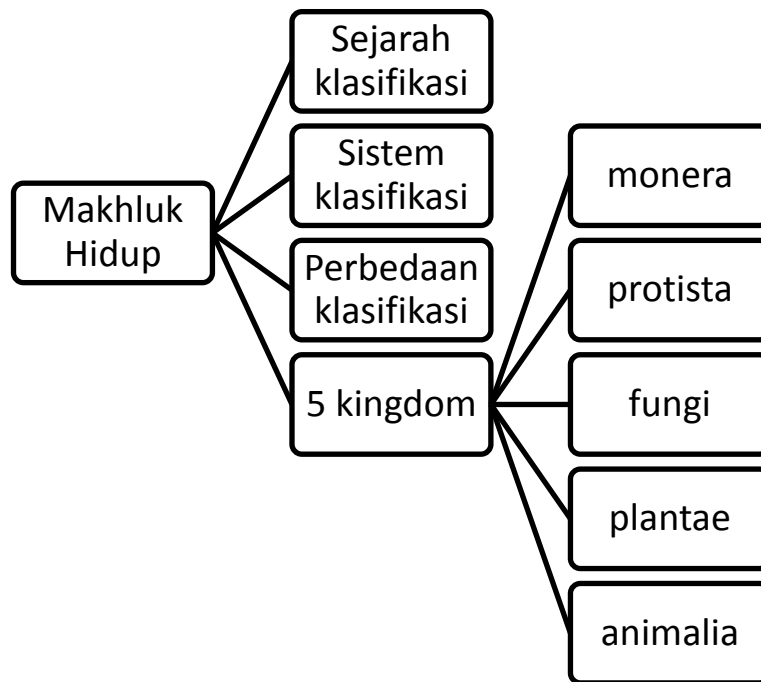 Makhluk
Hidup
Sejarah
klasifikasi
Sistem
klasifikasi
Perbedaan
klasifikasi
5 kingdom
monera
protista
fungi
plantae
animalia